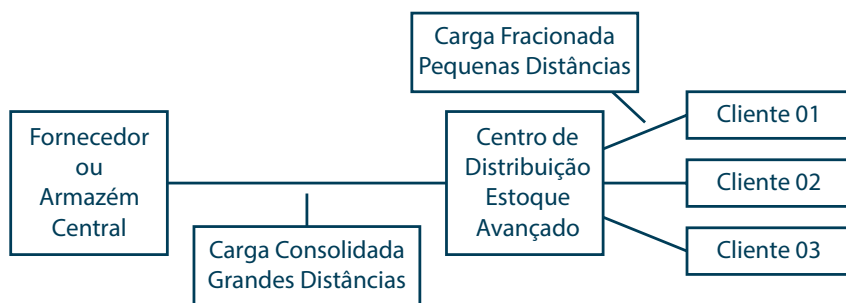 Carga Fracionada
Pequenas Distâncias
Fornecedor
ou
Armazém
Central
Carga Consolidada
Grandes Distâncias
Centro de
Distribuição
Estoque
Avançado
Cliente 01
Cliente 02
Cliente 03